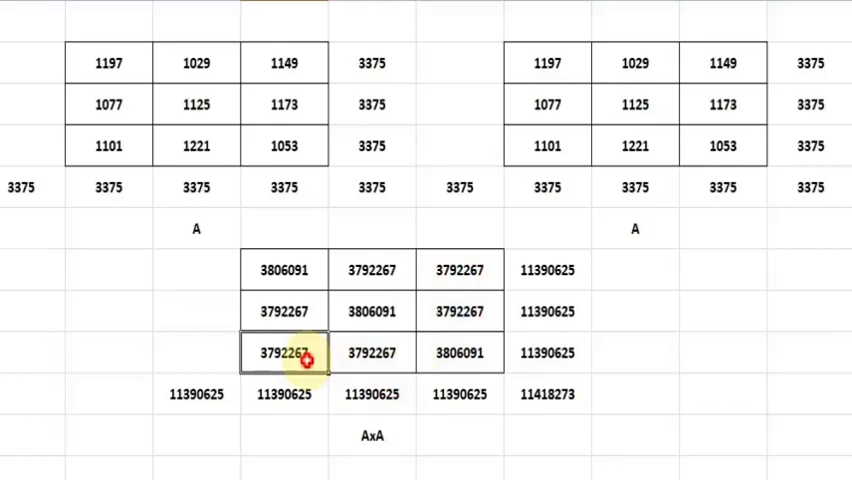 1197 1029 1149 3375 1197 1029 1149 3375
1077 1125 1173 3375 1077 1125 1173 3375
1101 1221 1053 3375 1101 1221 1053 3375
3375 3375 3375 3375 3375 3375 3375 3375 3375 3375
A A
3806091 3792267 3792267 11390625
3792267 3806091 3792267 11390625
3792267 3792267 3806091 11390625
11390625 11390625 11390625 11390625 11418273
AxA